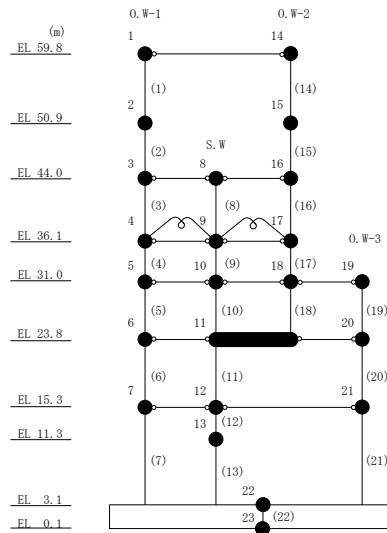 O.W-1 O.W-2
(m) 1 14
EL 59.8
(1) (14)
2 15
EL 50.9
(2) S.W (15)
3 8 16
EL 44.0
(3) (8) (16)
4 9 17
EL 36.1 O.W-3
5 (4) 10 (9) 18 (17) 19
EL 31.0
(5) (10) (18) (19)
6 11 20
EL 23.8
(6) (11) (20)
7 12 21
EL 15.3
13 (12)
EL 11.3
(7) (13) (21)
22
EL 3.1
23 (22)
EL 0.1